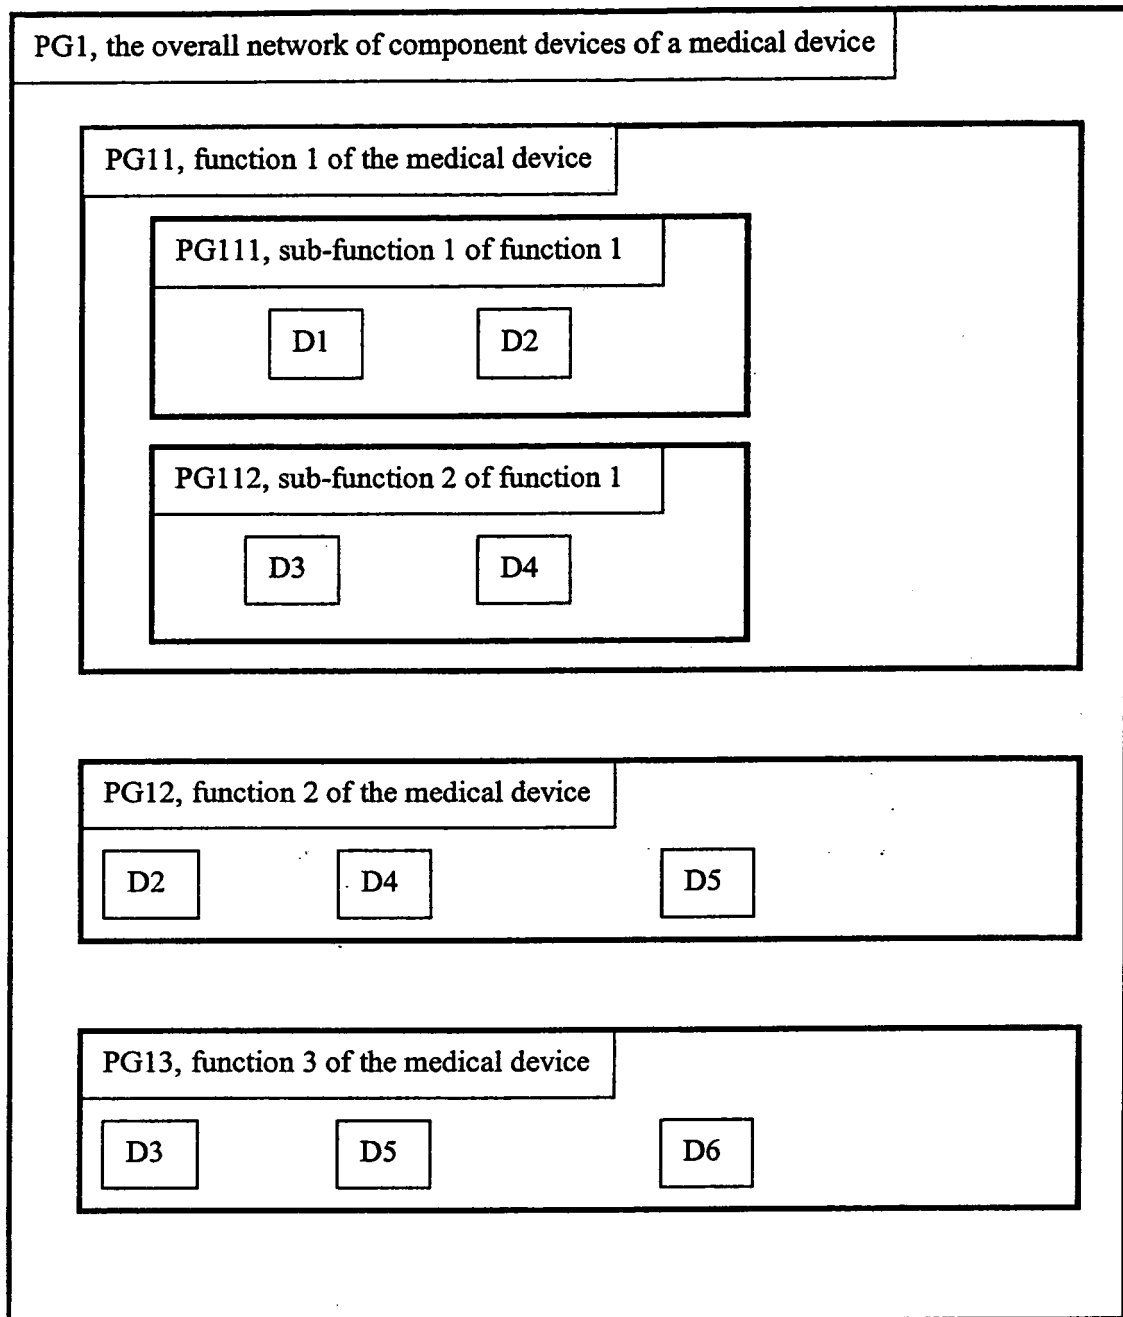 PG1, the overall network of component devices of a medical device
PG11, function 1 of the medical device
PG111, sub-function 1 of function 1
D1 D2
PG112, sub-function 2 of function 1
D3 D4
PG12, function 2 of the medical device
D2 D4 D5
PG13, function 3 of the medical device
D3 D5 D6